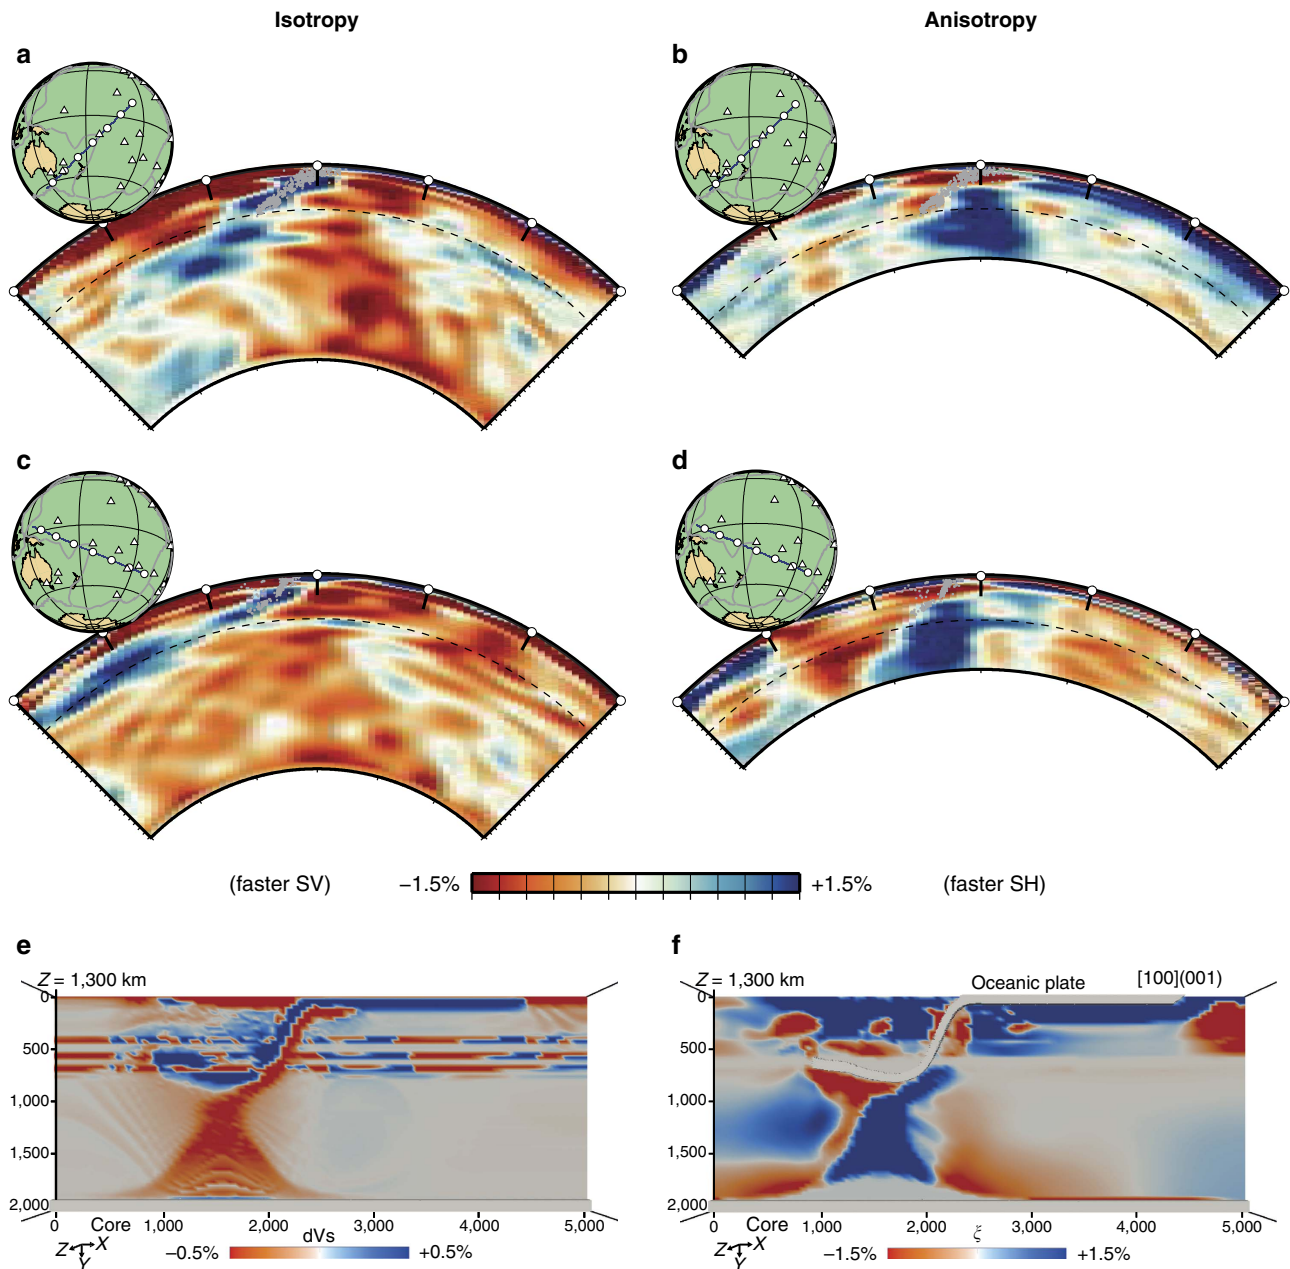 Isotropy
Anisotropy
a
b
c
d
(faster SV) −1.5% +1.5% (faster SH)
e
f
Z = 1,300 km
0
500
1,000
1,500
2,000
0 Core 1,000 2,000 3,000 4,000 5,000
Z X
Y
dVs
−0.5% +0.5%
Z = 1,300 km
Oceanic plate
[100](001)
0
500
1,000
1,500
2,000
0 Core 1,000 2,000 3,000 4,000 5,000
Z X
Y
ξ
−1.5% +1.5%